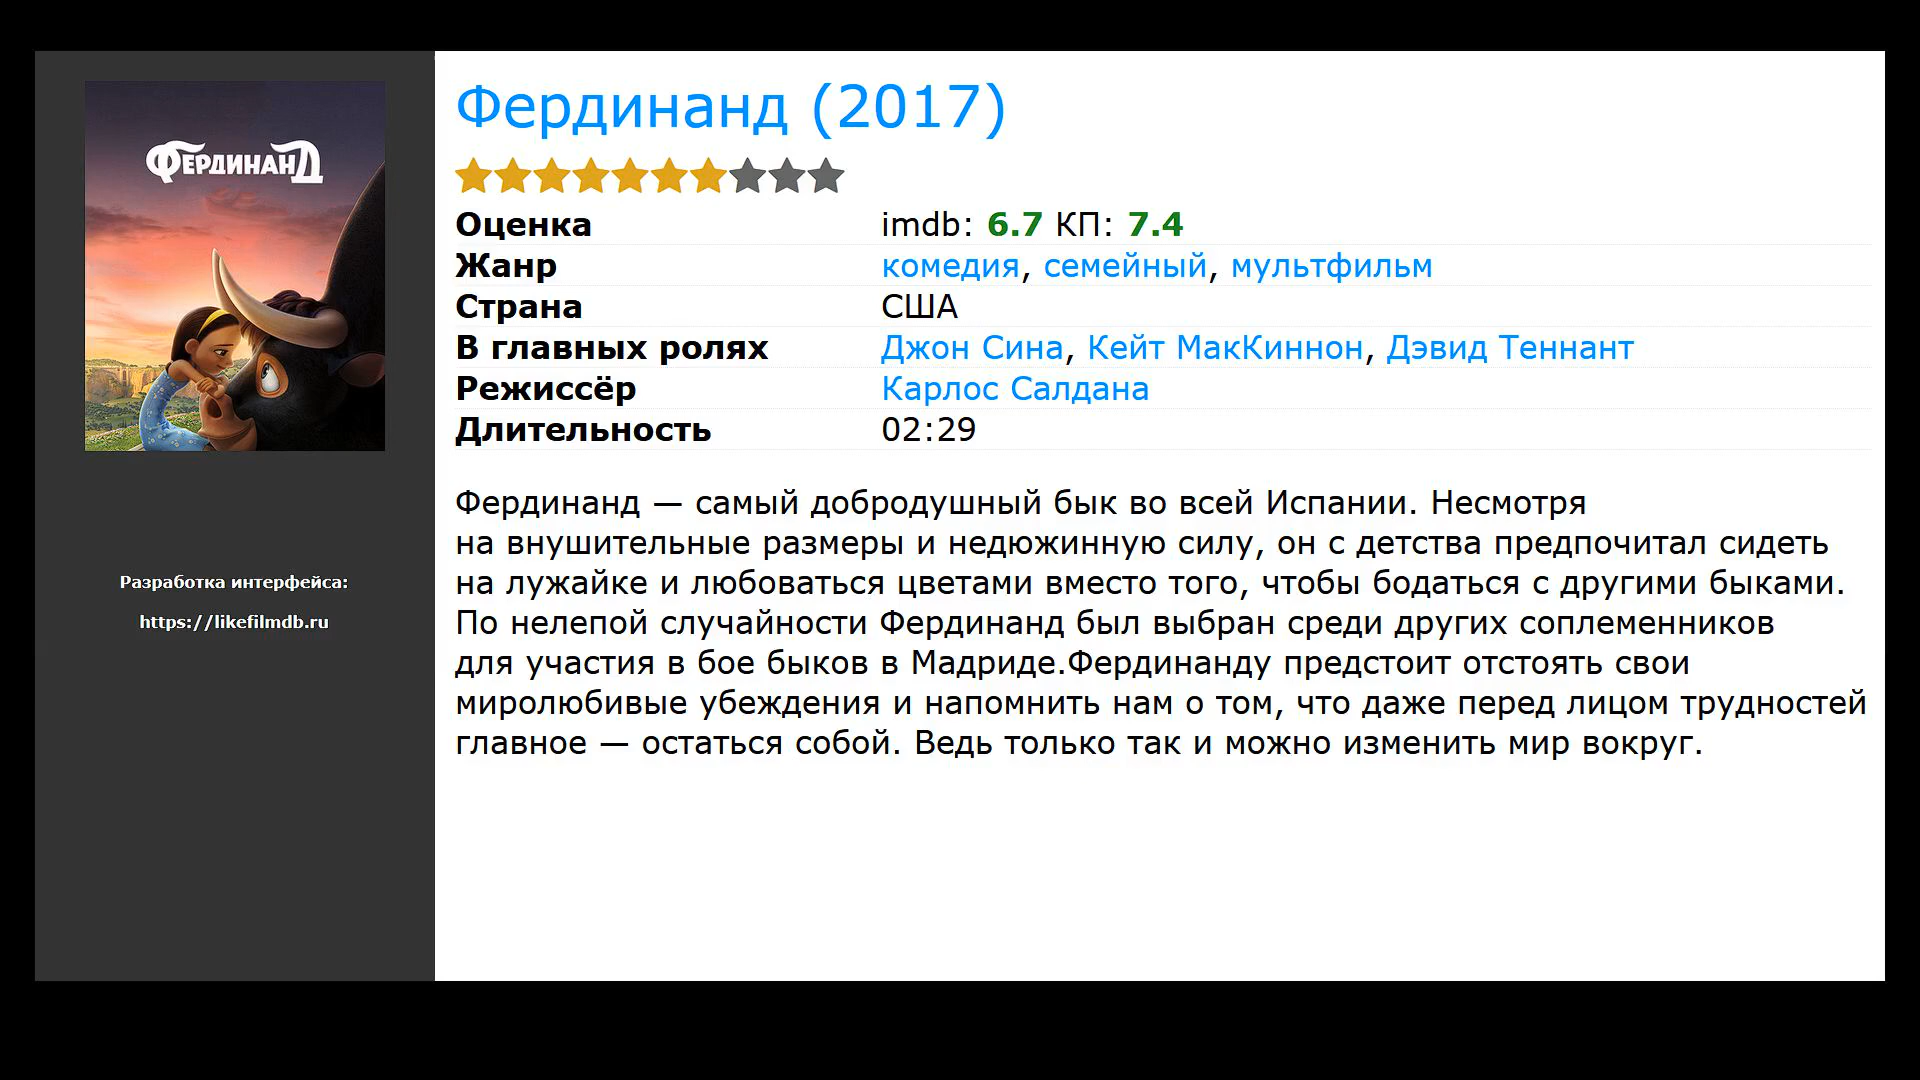 ФЕРДИНАНД
Разработка интерфейса:
https://likefilmdb.ru
Фердинанд (2017)
Оценка imdb: 6.7 КП: 7.4
Жанр комедия, семейный, мультфильм
Страна США
В главных ролях Джон Сина, Кейт МакКиннон, Дэвид Теннант
Режиссёр Карлос Салдана
Длительность 02:29
Фердинанд — самый добродушный бык во всей Испании. Несмотря
на внушительные размеры и недюжинную силу, он с детства предпочитал сидеть
на лужайке и любоваться цветами вместо того, чтобы бодаться с другими быками.
По нелепой случайности Фердинанд был выбран среди других соплеменников
для участия в бое быков в Мадриде.Фердинанду предстоит отстоять свои
миролюбивые убеждения и напомнить нам о том, что даже перед лицом трудностей
главное — остаться собой. Ведь только так и можно изменить мир вокруг.